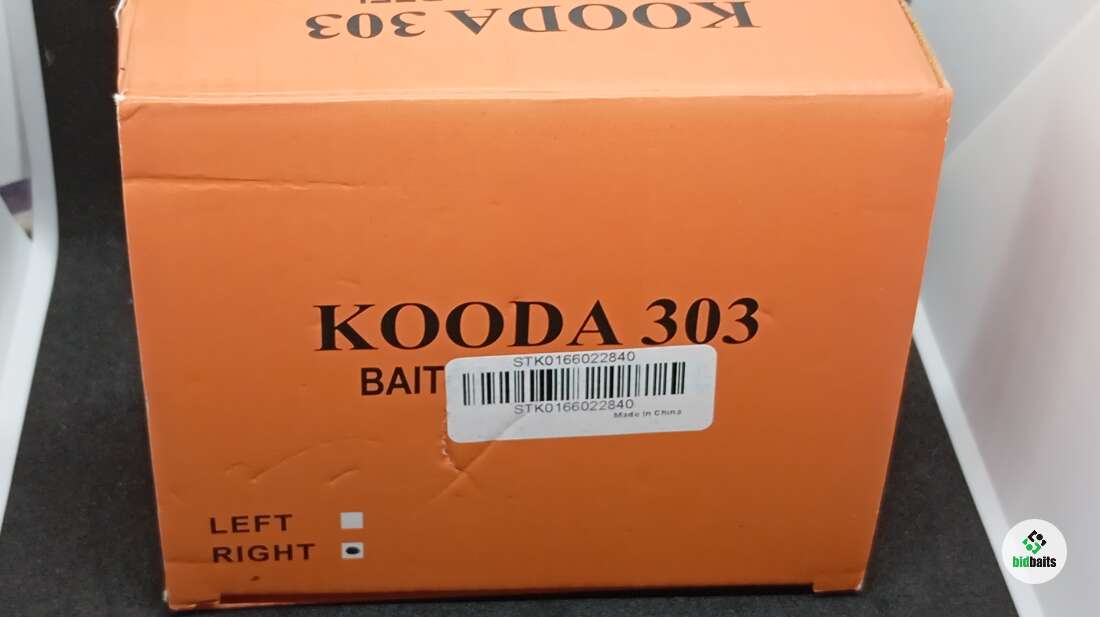 KOODA 303
KOODA 303
BAIT
STK0166022840
STK0166022840
Made in China
LEFT
RIGHT
bidbaits